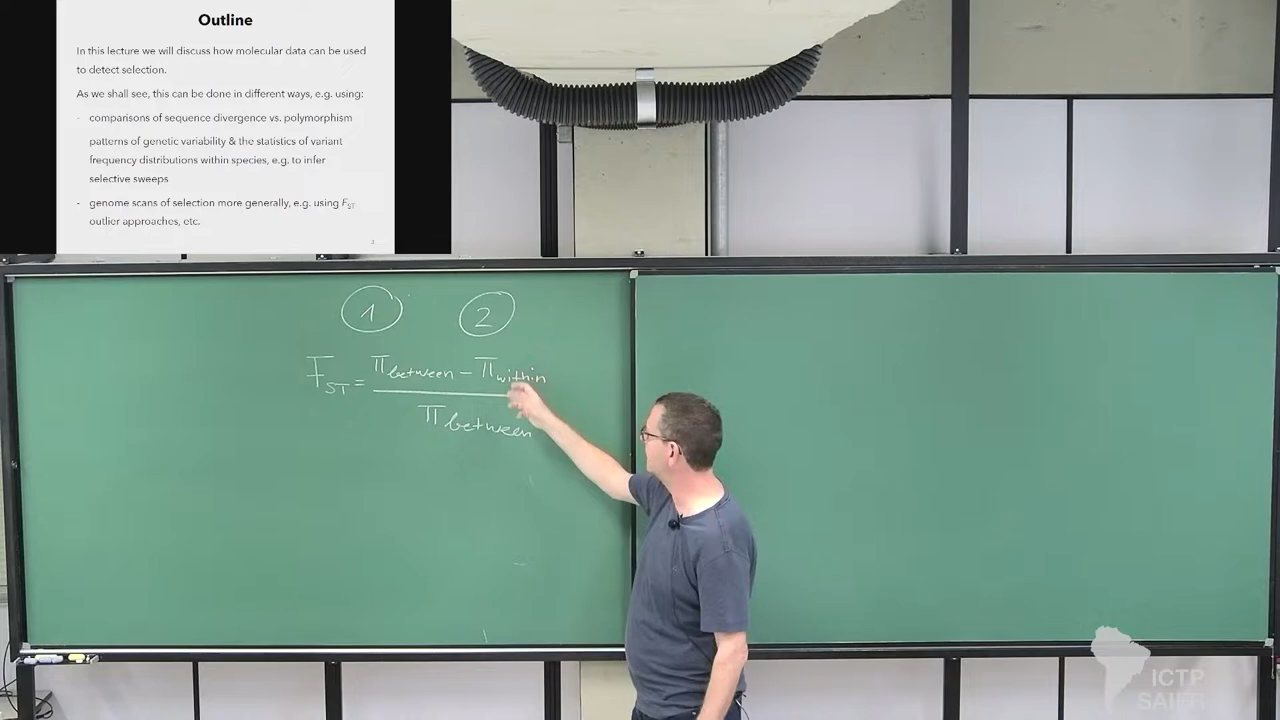 Outline
In this lecture we will discuss how molecular data can be used
to detect selection.
As we shall see, this can be done in different ways, e.g. using:
- comparisons of sequence divergence vs. polymorphism
patterns of genetic variability & the statistics of variant
frequency distributions within species, e.g. to infer
selective sweeps
- genome scans of selection more generally, e.g. using FST
outlier approaches, etc.
1 2
FST = πbetween - πwithin
πbetween
ICTP
SAIFR